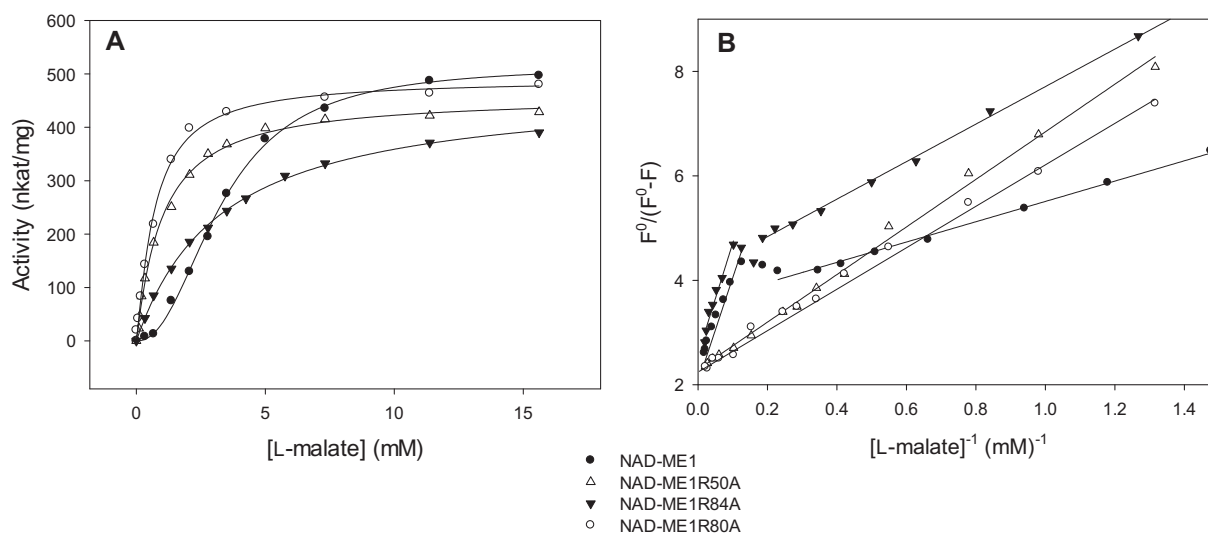 A
Activity (nkat/mg)
600
500
400
300
200
100
0
0 5 10 15
[L-malate] (mM)
B
F⁰/(F⁰-F)
8
6
4
2
0.0 0.2 0.4 0.6 0.8 1.0 1.2 1.4
[L-malate]⁻¹ (mM)⁻¹
NAD-ME1
NAD-ME1R50A
NAD-ME1R84A
NAD-ME1R80A